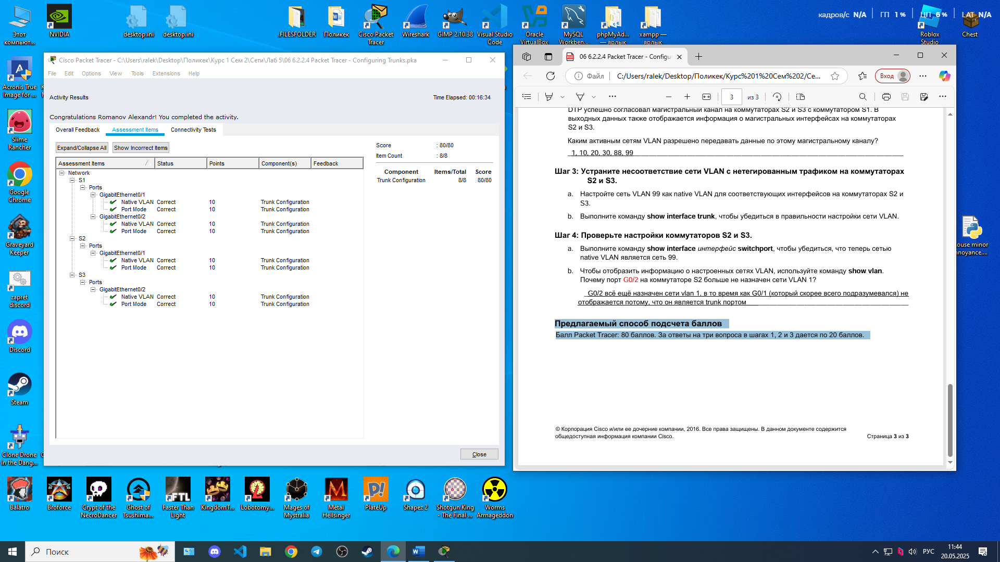 Этот
компьют...
NVIDIA
desktop.ini
desktop.ini
.FILESFOLDER
Поликек
Cisco Packet
Tracer
Wireshark
GIMP 2.10.38
Visual Studio
Code
Oracle
VirtualBox
MySQL
Workben...
phpMyAd...
— ярлык
xampp —
ярлык
Roblox
Studio
Chest
кадров/с N/A
ГП 1 %
ЦП 6 %
LAT N/A
Acronis True
Image for ...
Slime
Rancher
Google
Chrome
Graveyard
Keeper
zapret
discord
Discord
Steam
Clone Drone
in the Dang...
Cisco Packet Tracer - C:\Users\ralek\Desktop\Поликек\Курс 1 Сем 2\Сети\Лаб 5\06 6.2.2.4 Packet Tracer - Configuring Trunks.pka
File Edit Options View Tools Extensions Help
Activity Results
Time Elapsed: 00:16:34
Congratulations Romanov Alexandr! You completed the activity.
Overall Feedback Assessment Items Connectivity Tests
Expand/Collapse All Show Incorrect Items
Assessment Items Status Points Component(s) Feedback
Network
S1
Ports
GigabitEthernet0/1
Native VLAN Correct 10 Trunk Configuration
Port Mode Correct 10 Trunk Configuration
GigabitEthernet0/2
Native VLAN Correct 10 Trunk Configuration
Port Mode Correct 10 Trunk Configuration
S2
Ports
GigabitEthernet0/1
Native VLAN Correct 10 Trunk Configuration
Port Mode Correct 10 Trunk Configuration
S3
Ports
GigabitEthernet0/2
Native VLAN Correct 10 Trunk Configuration
Port Mode Correct 10 Trunk Configuration
Score : 80/80
Item Count : 8/8
Component Items/Total Score
Trunk Configuration 8/8 80/80
Close
06 6.2.2.4 Packet Tracer - Configu
Файл C:/Users/ralek/Desktop/Поликек/Курс%201%20Сем%202/Се...
Вход
3 из 3
DTP успешно согласовал магистральный канал на коммутаторах S2 и S3 с коммутатором S1. В
выходных данных также отображается информация о магистральных интерфейсах на коммутаторах
S2 и S3.
Каким активным сетям VLAN разрешено передавать данные по этому магистральному каналу?
1, 10, 20, 30, 88, 99
Шаг 3: Устраните несоответствие сети VLAN с нетегированным трафиком на коммутаторах
S2 и S3.
a. Настройте сеть VLAN 99 как native VLAN для соответствующих интерфейсов на коммутаторах S2 и
S3.
b. Выполните команду show interface trunk, чтобы убедиться в правильности настройки сети VLAN.
Шаг 4: Проверьте настройки коммутаторов S2 и S3.
a. Выполните команду show interface интерфейс switchport, чтобы убедиться, что теперь сетью
native VLAN является сеть 99.
b. Чтобы отобразить информацию о настроенных сетях VLAN, используйте команду show vlan.
Почему порт G0/2 на коммутаторе S2 больше не назначен сети VLAN 1?
G0/2 всё ещё назначен сети vlan 1, в то время как G0/1 (который скорее всего подразумевался) не
отображается потому, что он является trunk портом
Предлагаемый способ подсчета баллов
Балл Packet Tracer: 80 баллов. За ответы на три вопроса в шагах 1, 2 и 3 дается по 20 баллов.
© Корпорация Cisco и/или ее дочерние компании, 2016. Все права защищены. В данном документе содержится
общедоступная информация компании Cisco.
Страница 3 из 3
ouse minor
nnoyance....
Balatro
Broforce
Crypt of the
NecroDancer
Ghost of
Tsushima...
Faster Than
Light
FTL
KingdomT...
Lobotomy...
Mages of
Mystralia
Metal
Hellsinger
PlateUp
Shapez 2
Shotgun King
- The Final ...
Worms
Armageddon
Поиск
РУС
11:44
20.05.2025